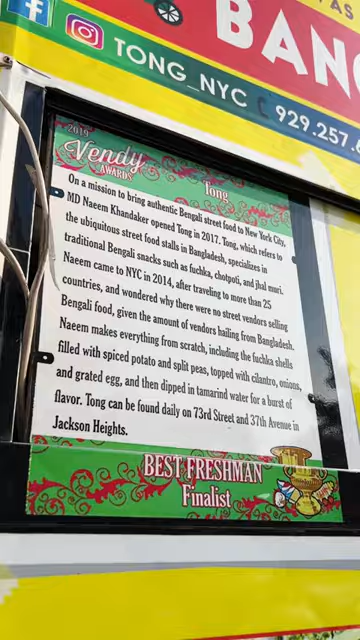 BAN
TONG_NYC
929.257.
2019
Vendy
AWARDS
Tong
On a mission to bring authentic Bengali street food to New York City,
MD Naeem Khandaker opened Tong in 2017. Tong, which refers to
the ubiquitous street food stalls in Bangladesh, specializes in
traditional Bengali snacks such as fuchka, chotpoti, and jhal muri.
Naeem came to NYC in 2014, after traveling to more than 25
countries, and wondered why there were no street vendors selling
Bengali food, given the amount of vendors hailing from Bangladesh.
Naeem makes everything from scratch, including the fuchka shells
filled with spiced potato and split peas, topped with cilantro, onions,
and grated egg, and then dipped in tamarind water for a burst of
flavor. Tong can be found daily on 73rd Street and 37th Avenue in
Jackson Heights.
BEST FRESHMAN
Finalist